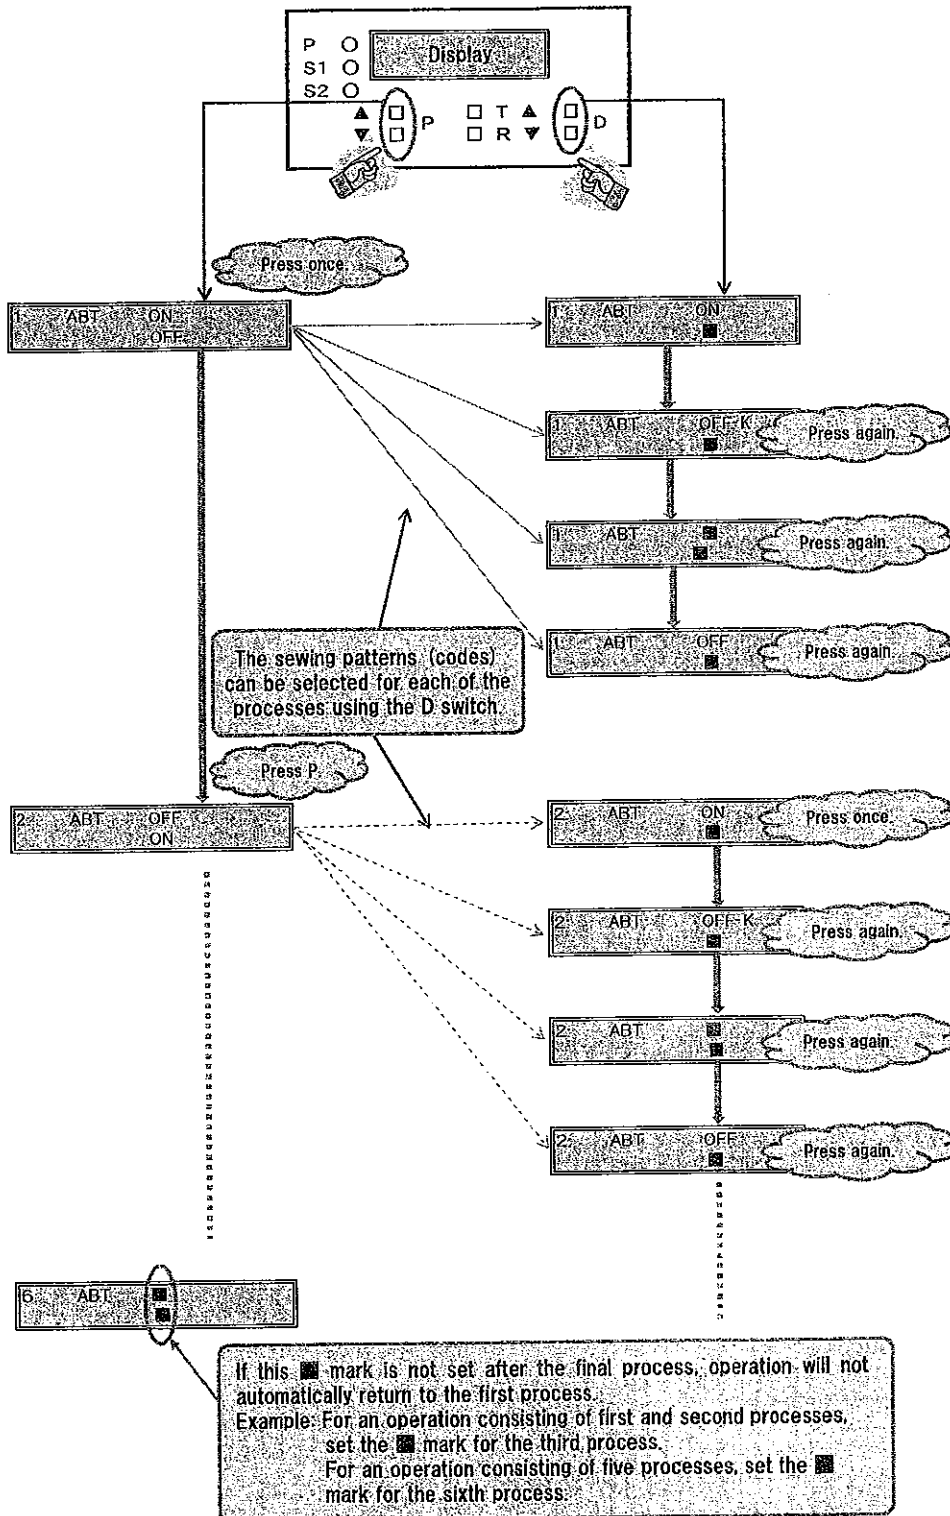 P ○ Display
S1 ○
S2 ○
▲ □ P □ T ▲ □ D
▼ □ □ R ▼ □
Press once.
1 ABT ON
OFF
1 ABT ON
■
1 ABT OFF-K
■
Press again.
1 ABT ■
■
Press again.
1 ABT OFF
■
Press again.
The sewing patterns (codes)
can be selected for each of the
processes using the D switch.
Press P.
2 ABT OFF
ON
2 ABT ON
■
Press once.
2 ABT OFF-K
■
Press again.
2 ABT ■
■
Press again.
2 ABT OFF
■
Press again.
6 ABT ■
■
If this ■ mark is not set after the final process, operation will not
automatically return to the first process.
Example: For an operation consisting of first and second processes,
set the ■ mark for the third process.
For an operation consisting of five processes, set the ■
mark for the sixth process.